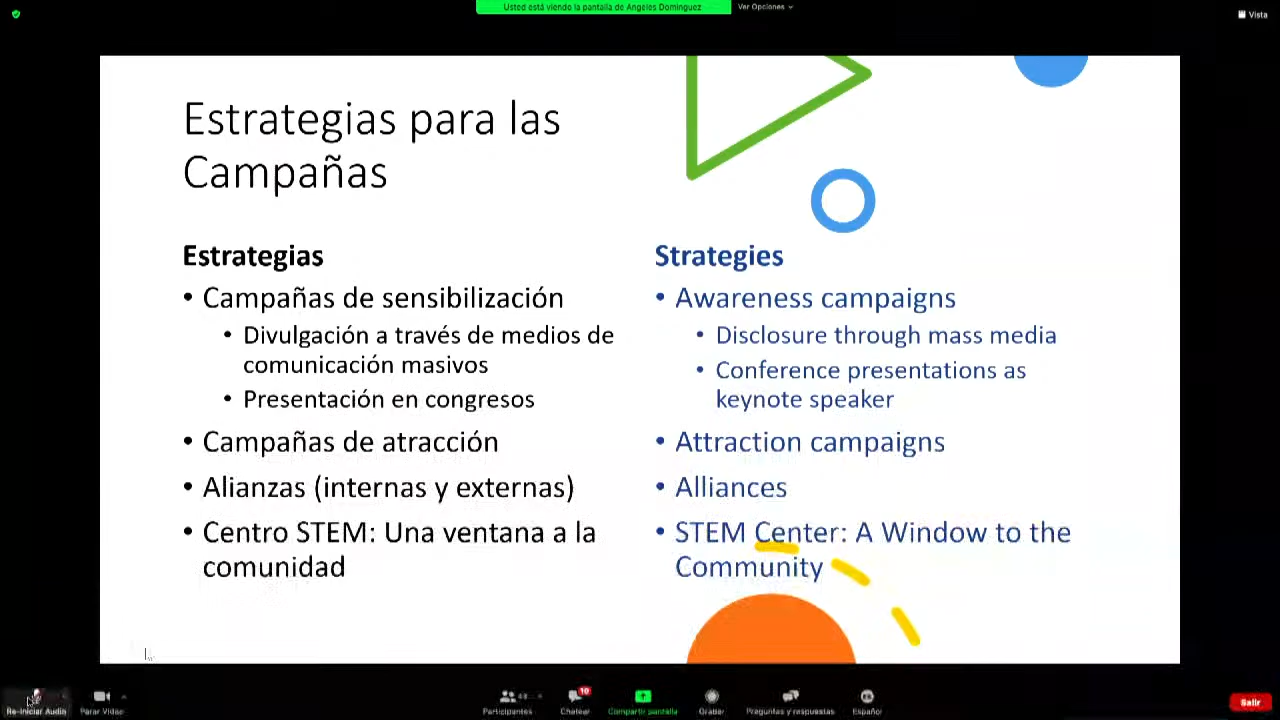 Usted está viendo la pantalla de Angeles Dominguez
Ver Opciones
Vista
Estrategias para las
Campañas
Estrategias
• Campañas de sensibilización
• Divulgación a través de medios de
comunicación masivos
• Presentación en congresos
• Campañas de atracción
• Alianzas (internas y externas)
• Centro STEM: Una ventana a la
comunidad
Strategies
• Awareness campaigns
• Disclosure through mass media
• Conference presentations as
keynote speaker
• Attraction campaigns
• Alliances
• STEM Center: A Window to the
Community
Re-iniciar Audio
Parar Video
Participantes
Chatear
10
Compartir pantalla
Grabar
Preguntas y respuestas
Español
Salir